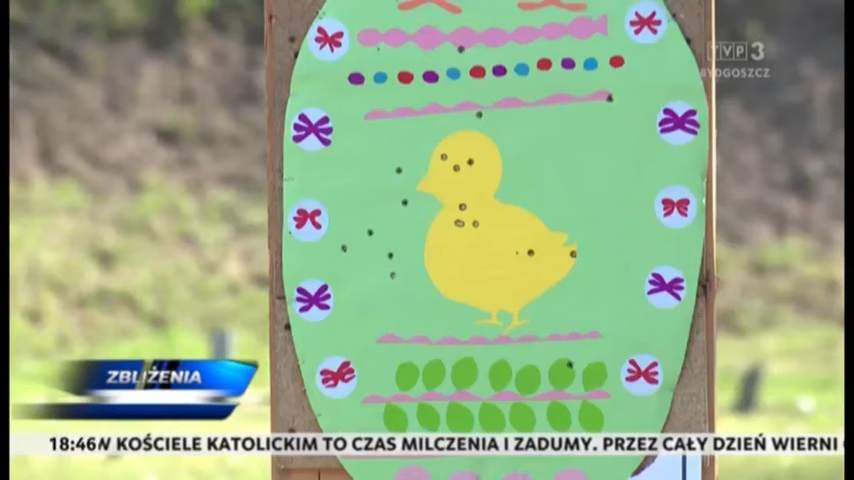 TVP 3
BYDGOSZCZ
ZBLIŻENIA
18:46 W KOŚCIELE KATOLICKIM TO CZAS MILCZENIA I ZADUMY. PRZEZ CAŁY DZIEŃ WIERNI